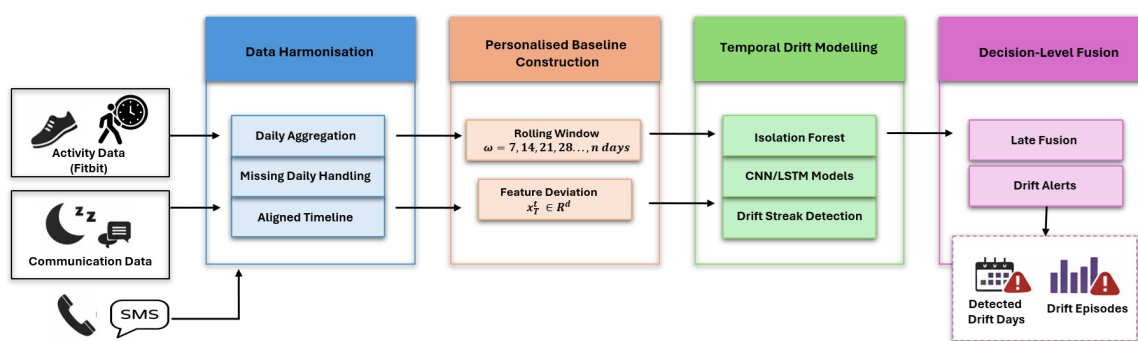 Data Harmonisation
Personalised Baseline
Construction
Temporal Drift Modelling
Decision-Level Fusion
Activity Data
(Fitbit)
zz
Communication Data
SMS
Daily Aggregation
Missing Daily Handling
Aligned Timeline
Rolling Window
ω = 7, 14, 21, 28 ..., n days
Feature Deviation
x_T^t ∈ R^d
Isolation Forest
CNN/LSTM Models
Drift Streak Detection
Late Fusion
Drift Alerts
Detected
Drift Days
Drift Episodes